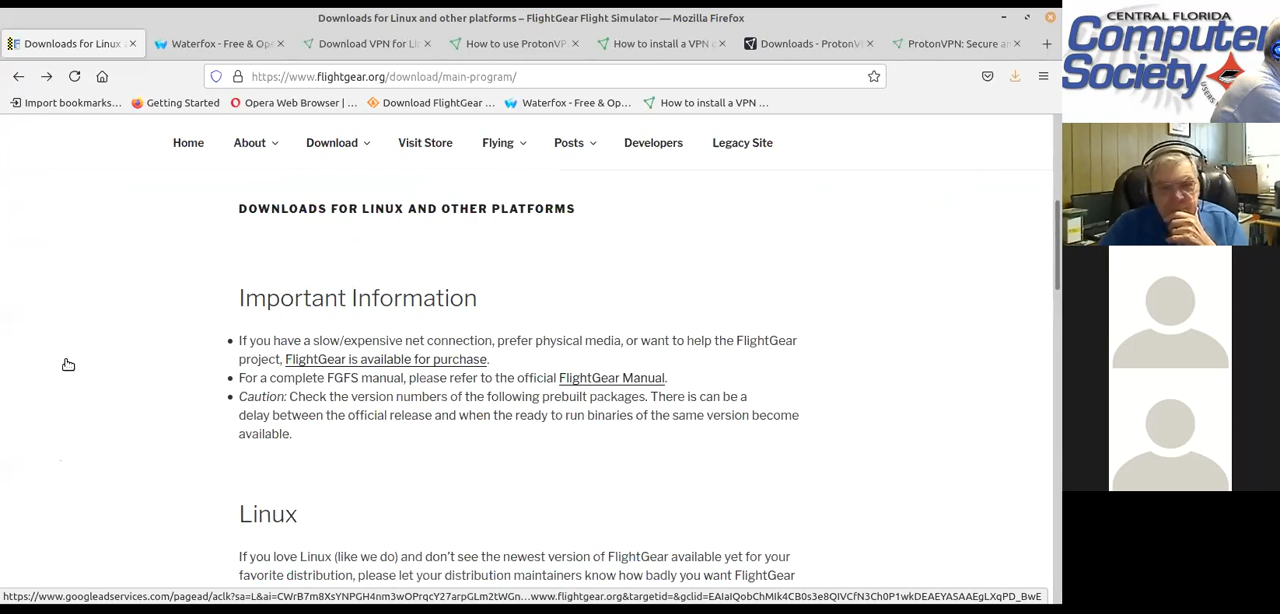 Downloads for Linux and other platforms – FlightGear Flight Simulator — Mozilla Firefox
Downloads for Linux a
Waterfox - Free & Ope
Download VPN for Li
How to use ProtonVP
How to install a VPN c
Downloads - ProtonV
ProtonVPN: Secure an
https://www.flightgear.org/download/main-program/
Import bookmarks...
Getting Started
Opera Web Browser | ...
Download FlightGear ...
Waterfox - Free & Op...
How to install a VPN ...
Home
About
Download
Visit Store
Flying
Posts
Developers
Legacy Site
DOWNLOADS FOR LINUX AND OTHER PLATFORMS
Important Information
If you have a slow/expensive net connection, prefer physical media, or want to help the FlightGear
project, FlightGear is available for purchase.
For a complete FGFS manual, please refer to the official FlightGear Manual.
Caution: Check the version numbers of the following prebuilt packages. There is can be a
delay between the official release and when the ready to run binaries of the same version become
available.
Linux
If you love Linux (like we do) and don't see the newest version of FlightGear available yet for your
favorite distribution, please let your distribution maintainers know how badly you want FlightGear
CENTRAL FLORIDA
Computer
Society
USERS